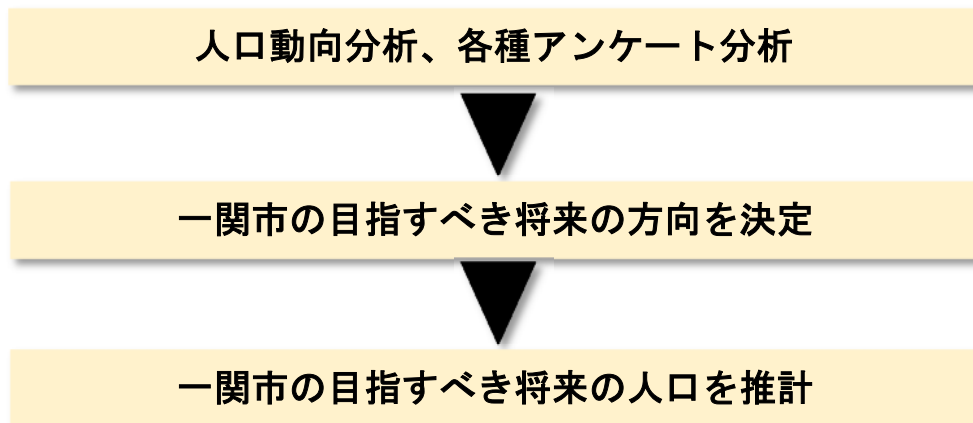 人口動向分析、各種アンケート分析
一関市の目指すべき将来の方向を決定
一関市の目指すべき将来の人口を推計